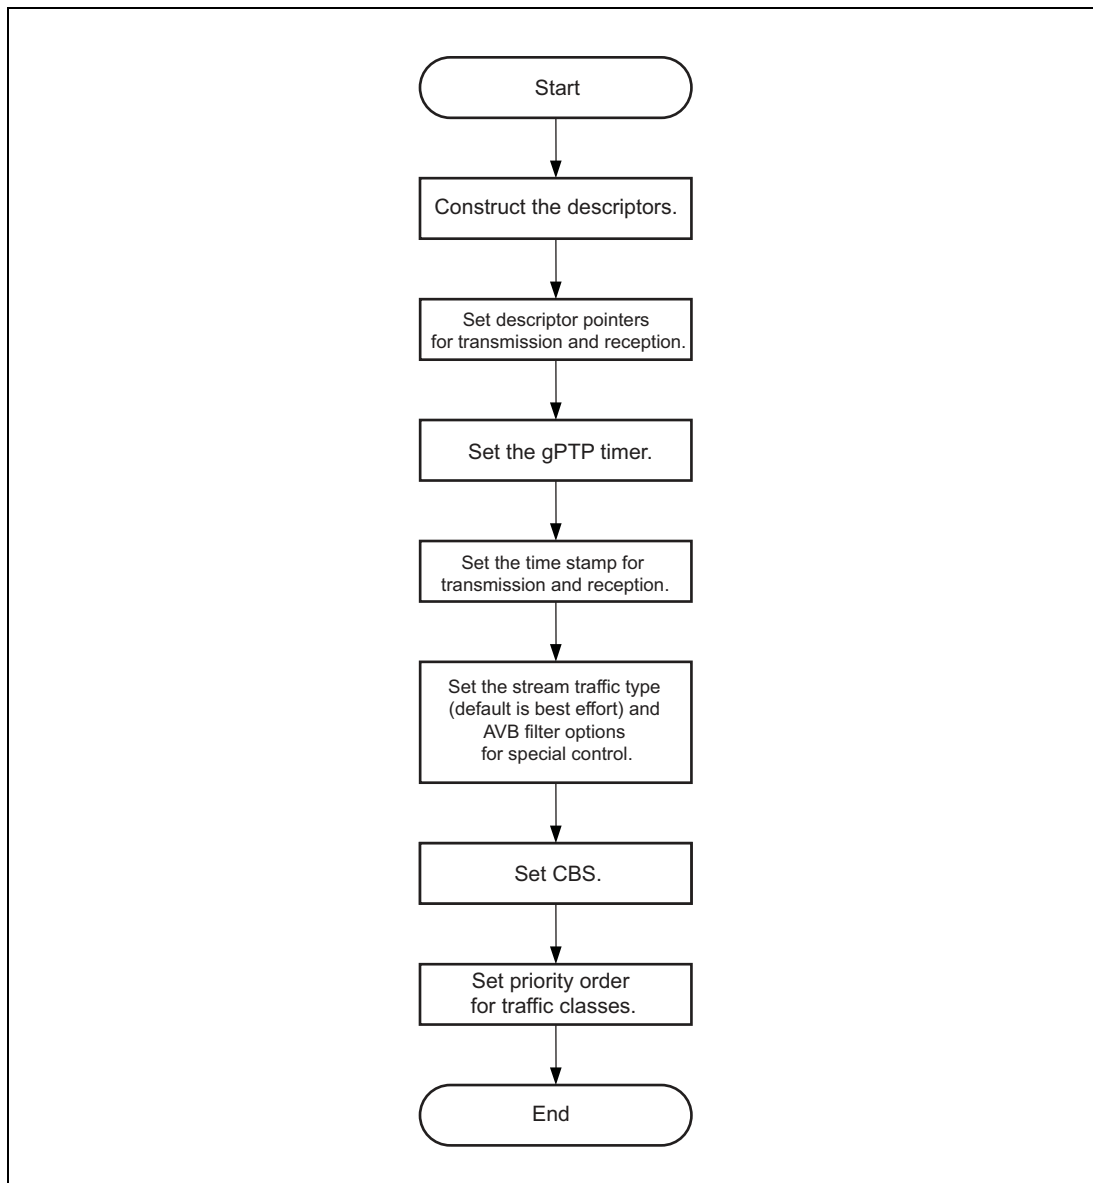 Start
Construct the descriptors.
Set descriptor pointers
for transmission and reception.
Set the gPTP timer.
Set the time stamp for
transmission and reception.
Set the stream traffic type
(default is best effort) and
AVB filter options
for special control.
Set CBS.
Set priority order
for traffic classes.
End